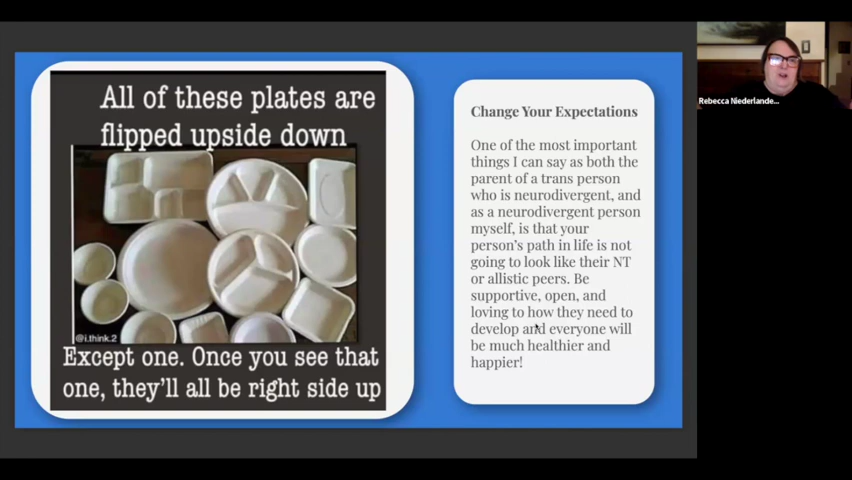 All of these plates are
flipped upside down
@i.think.2
Except one. Once you see that
one, they'll all be right side up
Change Your Expectations
One of the most important
things I can say as both the
parent of a trans person
who is neurodivergent, and
as a neurodivergent person
myself, is that your
person's path in life is not
going to look like their NT
or allistic peers. Be
supportive, open, and
loving to how they need to
develop and everyone will
be much healthier and
happier!
Rebecca Niederlande...